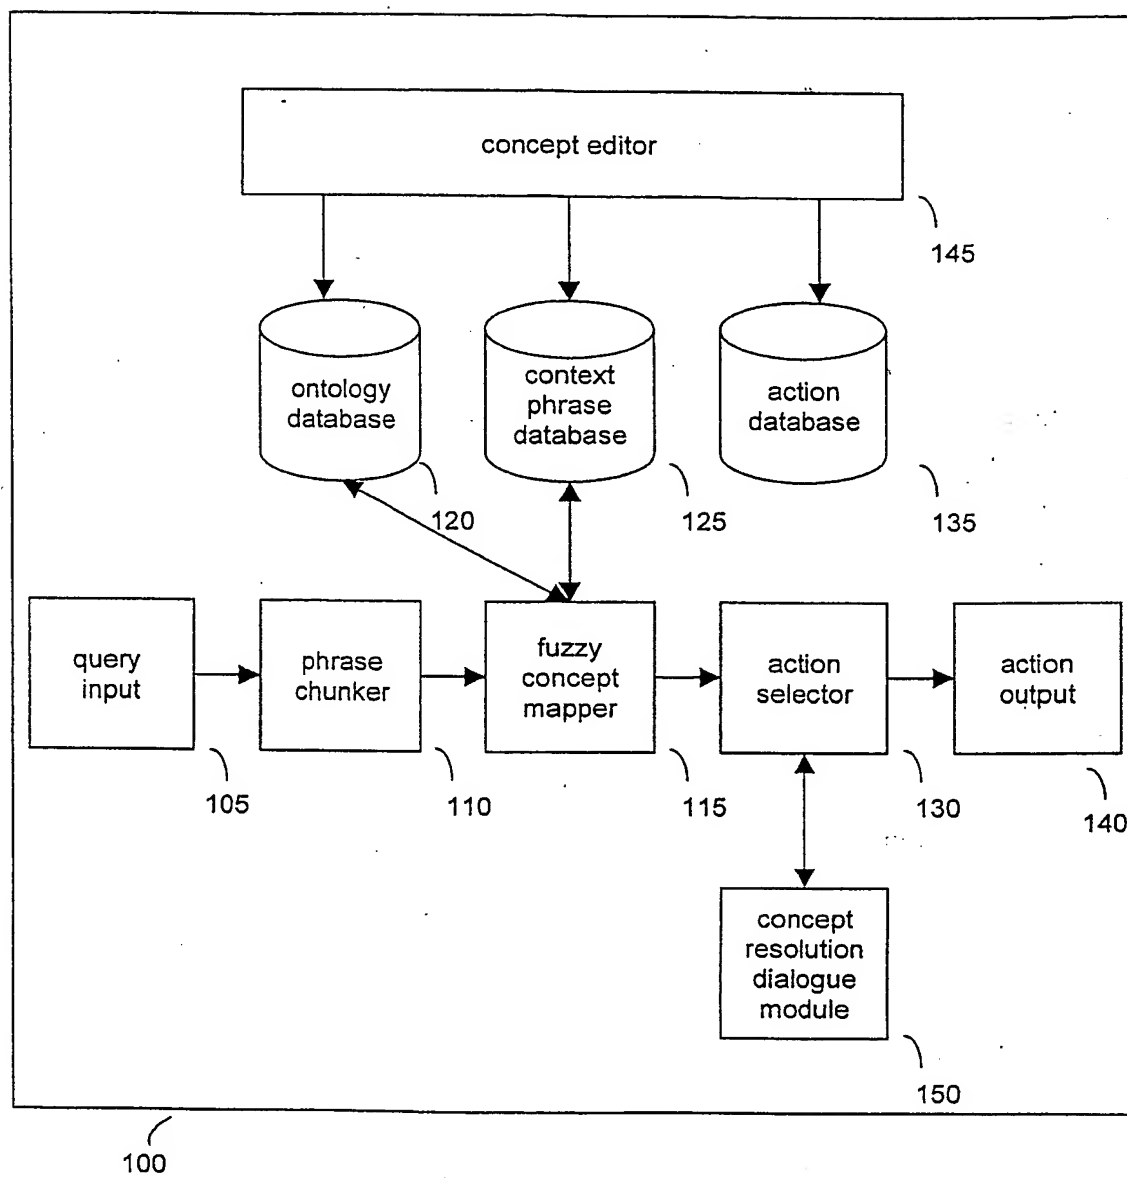 concept editor
145
ontology
database
120
context
phrase
database
125
action
database
135
query
input
105
phrase
chunker
110
fuzzy
concept
mapper
115
action
selector
130
action
output
140
concept
resolution
dialogue
module
150
100